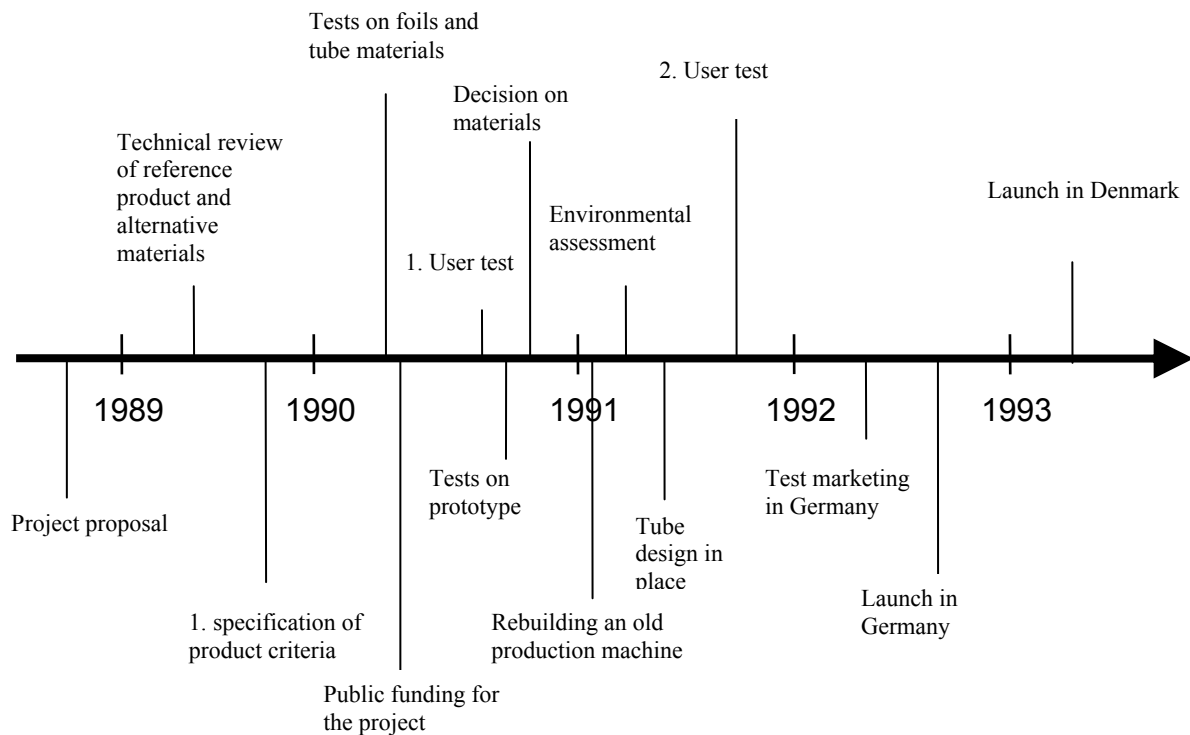 Tests on foils and
tube materials
2. User test
Decision on
materials
Technical review
of reference
product and
alternative
materials
Launch in Denmark
Environmental
assessment
1. User test
1989
1990
1991
1992
1993
Project proposal
Tests on
prototype
Test marketing
in Germany
Tube
design in
place
1. specification of
product criteria
Rebuilding an old
production machine
Launch in
Germany
Public funding for
the project